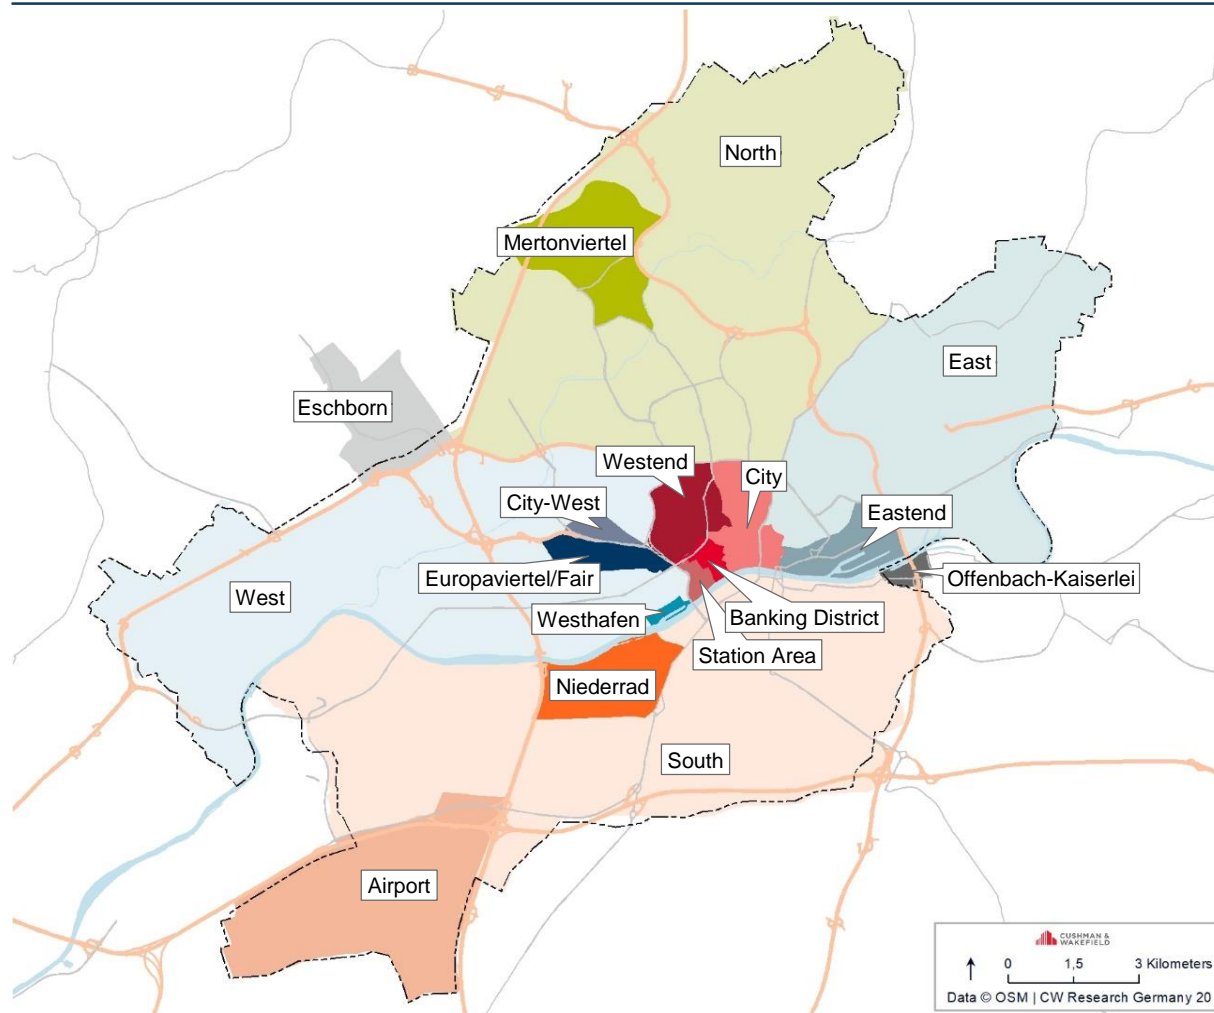 North
Mertonviertel
East
Eschborn
Westend
City
City-West
Eastend
Europaviertel/Fair
Offenbach-Kaiserlei
West
Westhafen
Banking District
Station Area
Niederrad
South
Airport
CUSHMAN &
WAKEFIELD
0 1,5 3 Kilometers
Data © OSM | CW Research Germany 20